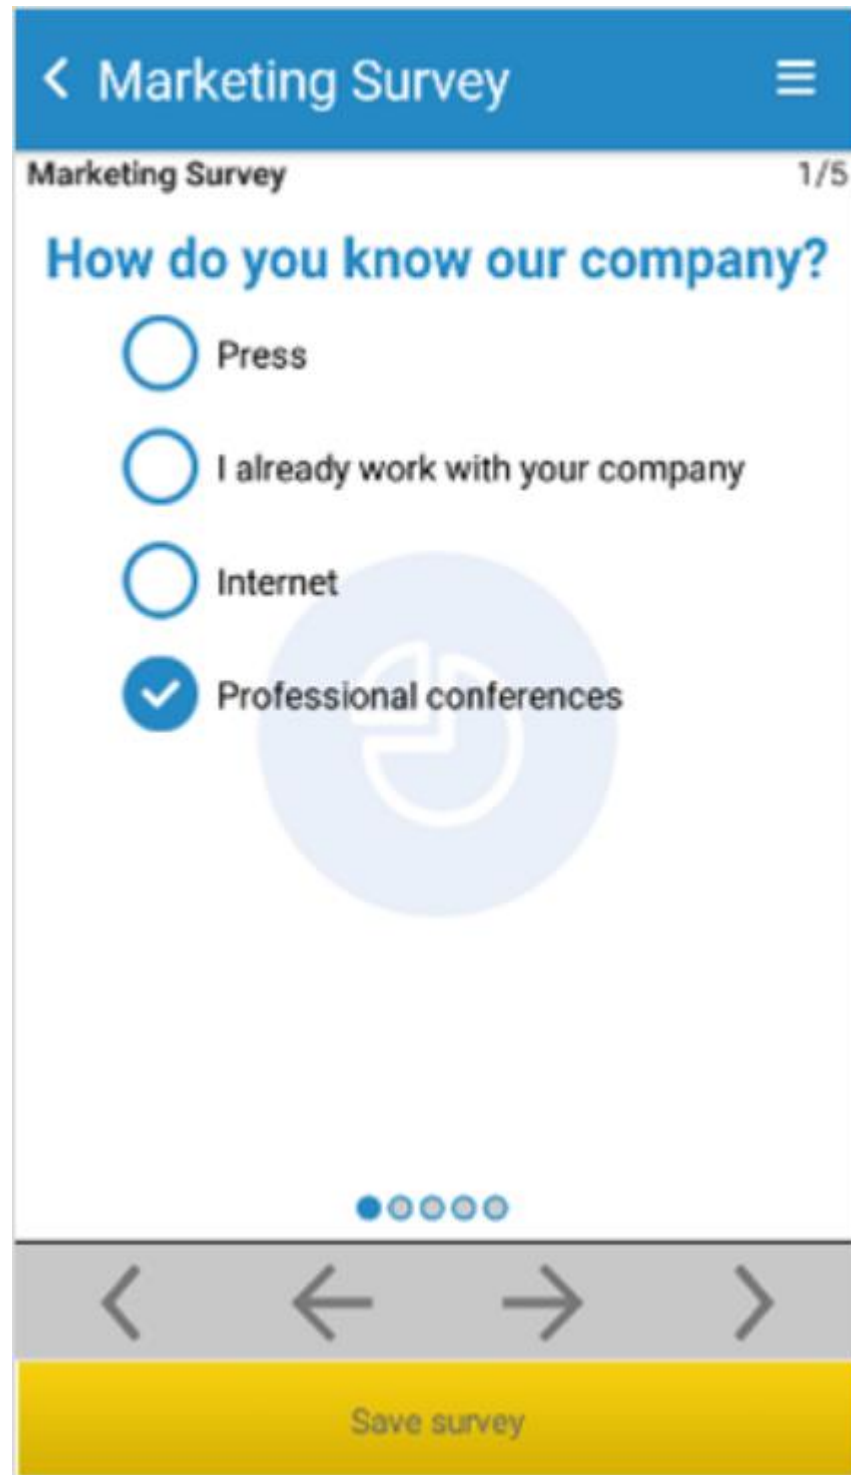 Marketing Survey
Marketing Survey 1/5
How do you know our company?
Press
I already work with your company
Internet
Professional conferences
Save survey